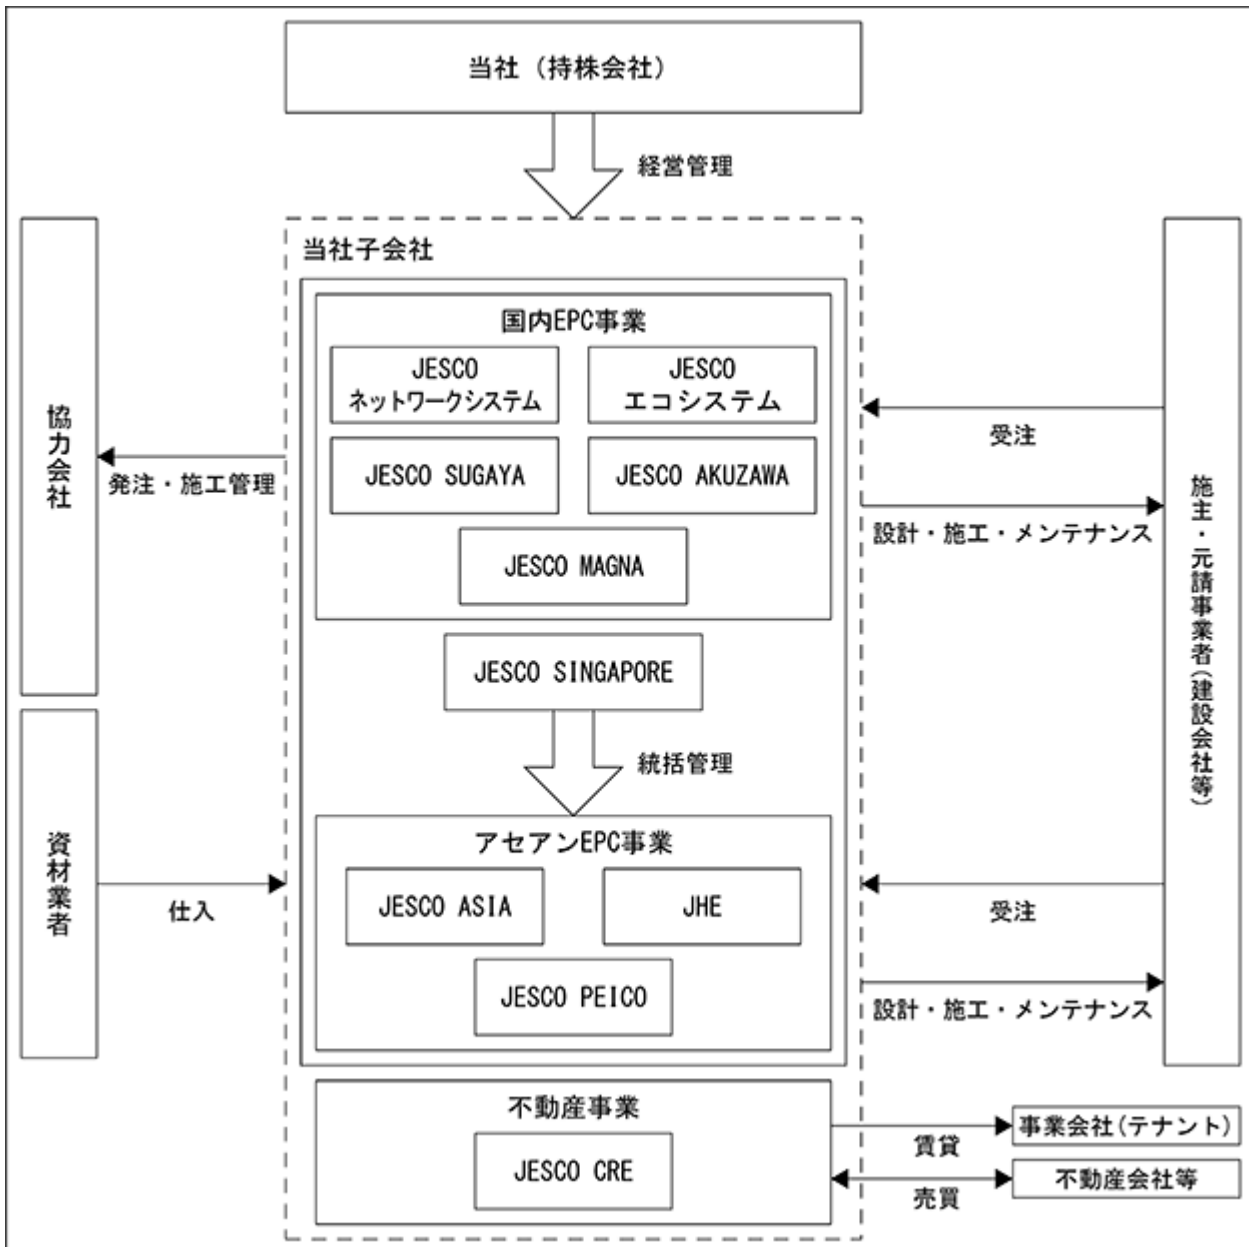 当社（持株会社）
経営管理
当社子会社
国内EPC事業
JESCO
ネットワークシステム
JESCO
エコシステム
JESCO SUGAYA
JESCO AKUZAWA
JESCO MAGNA
JESCO SINGAPORE
統括管理
アセアンEPC事業
JESCO ASIA
JHE
JESCO PEICO
不動産事業
JESCO CRE
協力会社
発注・施工管理
資材業者
仕入
受注
設計・施工・メンテナンス
施主・元請事業者(建設会社等)
受注
設計・施工・メンテナンス
賃貸
事業会社(テナント)
売買
不動産会社等